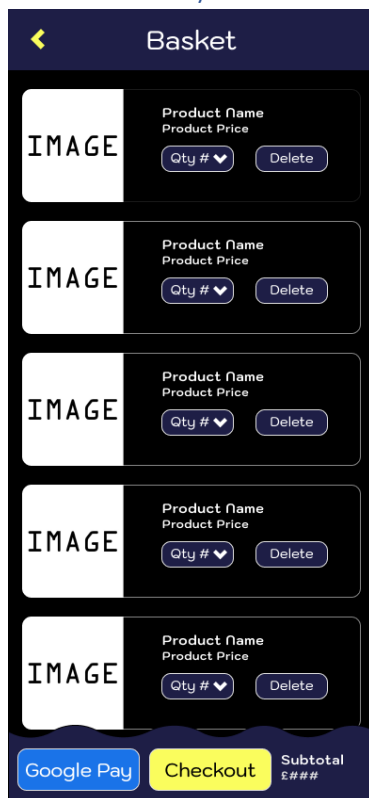 Basket
IMAGE
Product Name
Product Price
Qty #
Delete
IMAGE
Product Name
Product Price
Qty #
Delete
IMAGE
Product Name
Product Price
Qty #
Delete
IMAGE
Product Name
Product Price
Qty #
Delete
IMAGE
Product Name
Product Price
Qty #
Delete
Google Pay
Checkout
Subtotal
£###